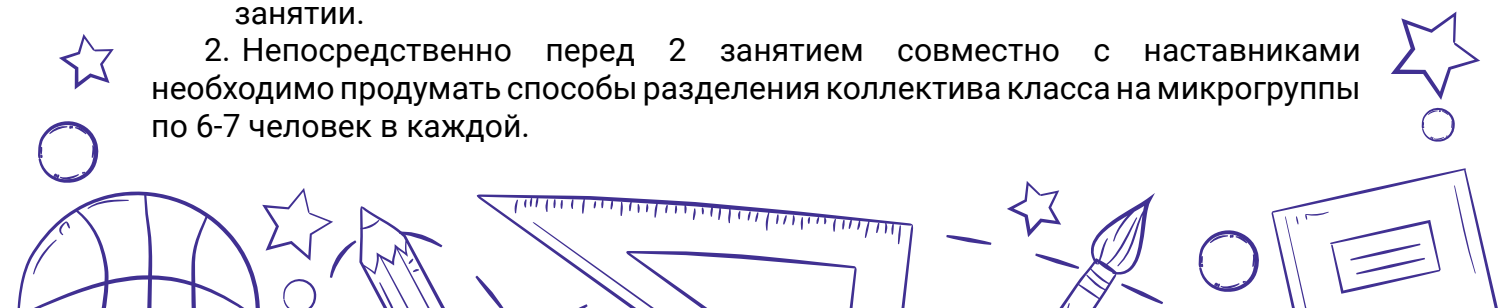 занятии.
2. Непосредственно перед 2 занятием совместно с наставниками
необходимо продумать способы разделения коллектива класса на микрогруппы
по 6-7 человек в каждой.